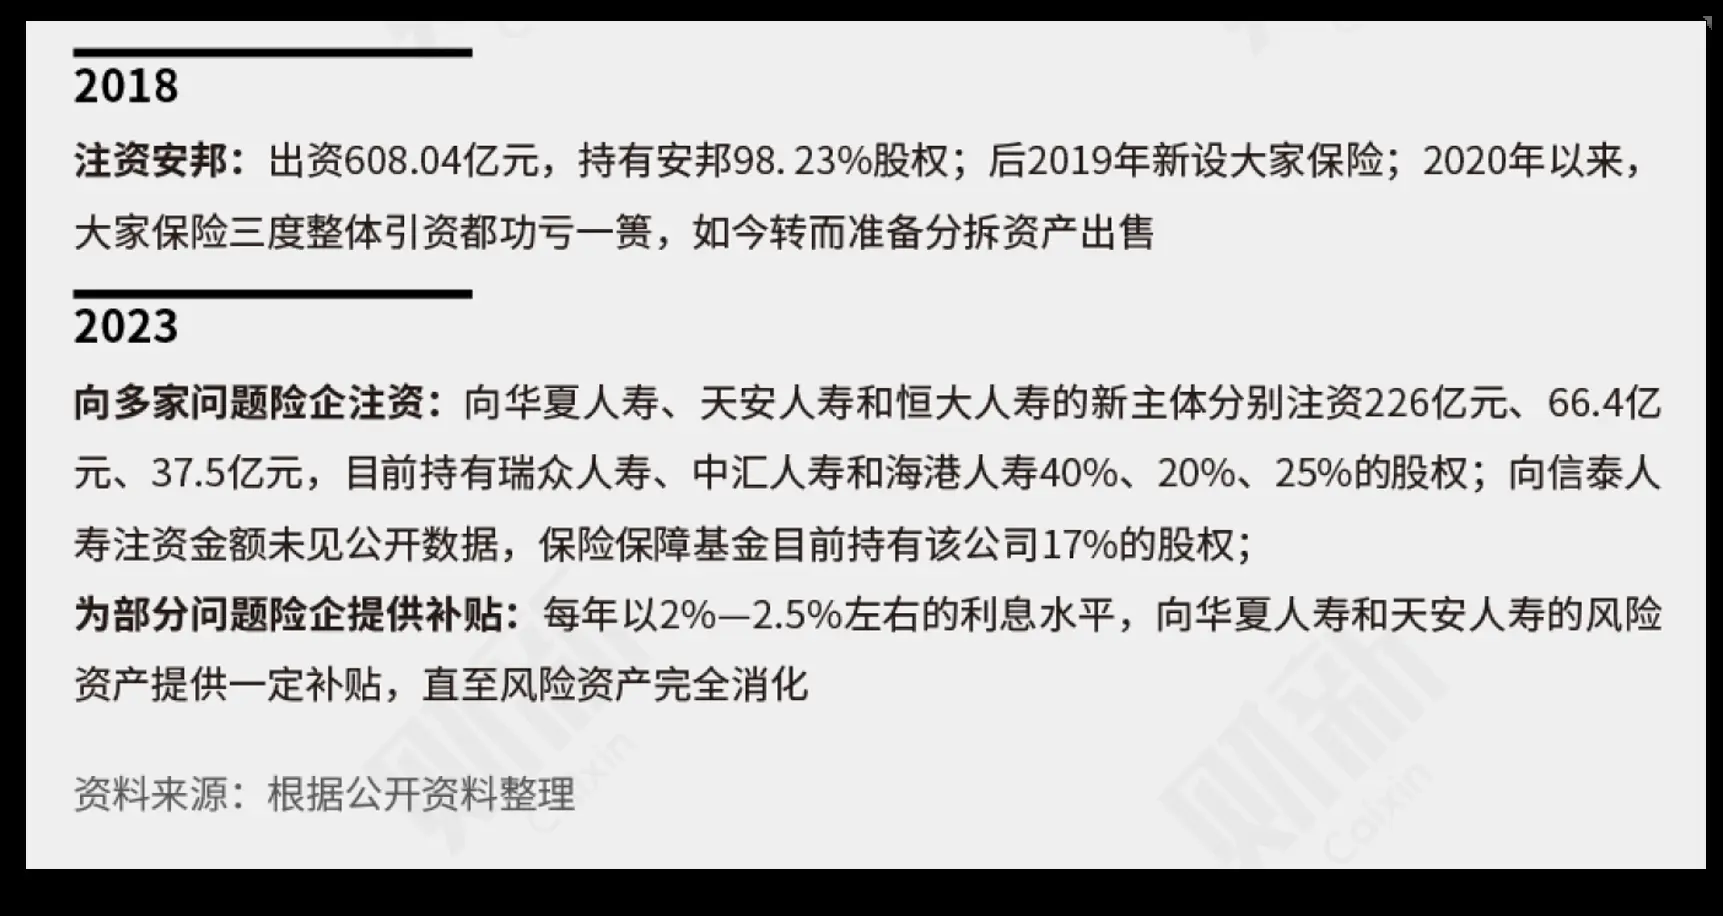 2018
注资安邦：出资608.04亿元，持有安邦98. 23%股权；后2019年新设大家保险；2020年以来，
大家保险三度整体引资都功亏一篑，如今转而准备分拆资产出售
2023
向多家问题险企注资：向华夏人寿、天安人寿和恒大人寿的新主体分别注资226亿元、66.4亿
元、37.5亿元，目前持有瑞众人寿、中汇人寿和海港人寿40%、20%、25%的股权；向信泰人
寿注资金额未见公开数据，保险保障基金目前持有该公司17%的股权；
为部分问题险企提供补贴：每年以2%—2.5%左右的利息水平，向华夏人寿和天安人寿的风险
资产提供一定补贴，直至风险资产完全消化
资料来源：根据公开资料整理
财新
Caixin
财新
Caixin